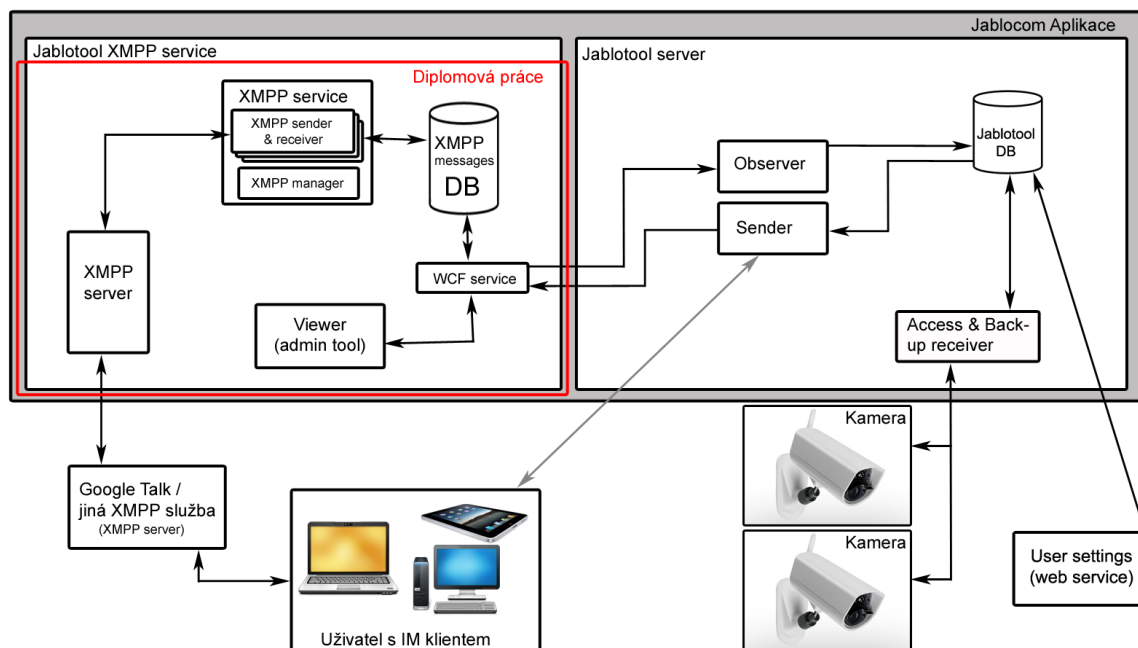 Jablocom Aplikace
Jablotool XMPP service
Jablotool server
Diplomová práce
XMPP service
XMPP sender
& receiver
XMPP manager
XMPP
messages
DB
Observer
Jablotool
DB
Sender
XMPP
server
WCF service
Viewer
(admin tool)
Access & Back-
up receiver
Kamera
Google Talk /
jiná XMPP služba
(XMPP server)
Kamera
User settings
(web service)
Uživatel s IM klientem